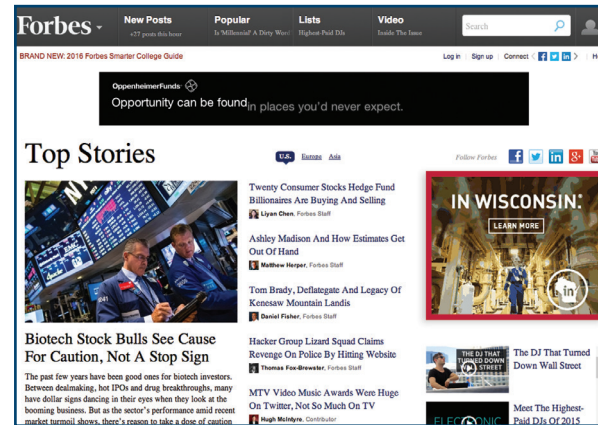 Forbes
New Posts
+27 posts this hour
Popular
Is 'Millennial' A Dirty Word
Lists
Highest-Paid DJs
Video
Inside The Issue
Search
BRAND NEW: 2016 Forbes Smarter College Guide
Log in | Sign up | Connect
OppenheimerFunds
Opportunity can be found in places you'd never expect.
Top Stories
U.S. Europe Asia
Follow Forbes
Biotech Stock Bulls See Cause
For Caution, Not A Stop Sign
The past few years have been good ones for biotech investors.
Between dealmaking, hot IPOs and drug breakthroughs, many
have dollar signs dancing in their eyes when they look at the
booming business. But as the sector's performance amid recent
market turmoil shows, there's reason to take a dose of caution
Twenty Consumer Stocks Hedge Fund
Billionaires Are Buying And Selling
Liyan Chen, Forbes Staff
Ashley Madison And How Estimates Get
Out Of Hand
Matthew Herper, Forbes Staff
Tom Brady, Deflategate And Legacy Of
Kenesaw Mountain Landis
Daniel Fisher, Forbes Staff
Hacker Group Lizard Squad Claims
Revenge On Police By Hitting Website
Thomas Fox-Brewster, Forbes Staff
MTV Video Music Awards Were Huge
On Twitter, Not So Much On TV
Hugh McIntyre, Contributor
IN WISCONSIN:
LEARN MORE
in
THE DJ THAT
TURNED DOWN
WALL STREET
The DJ That Turned
Down Wall Street
Meet The Highest-
Paid DJs Of 2015